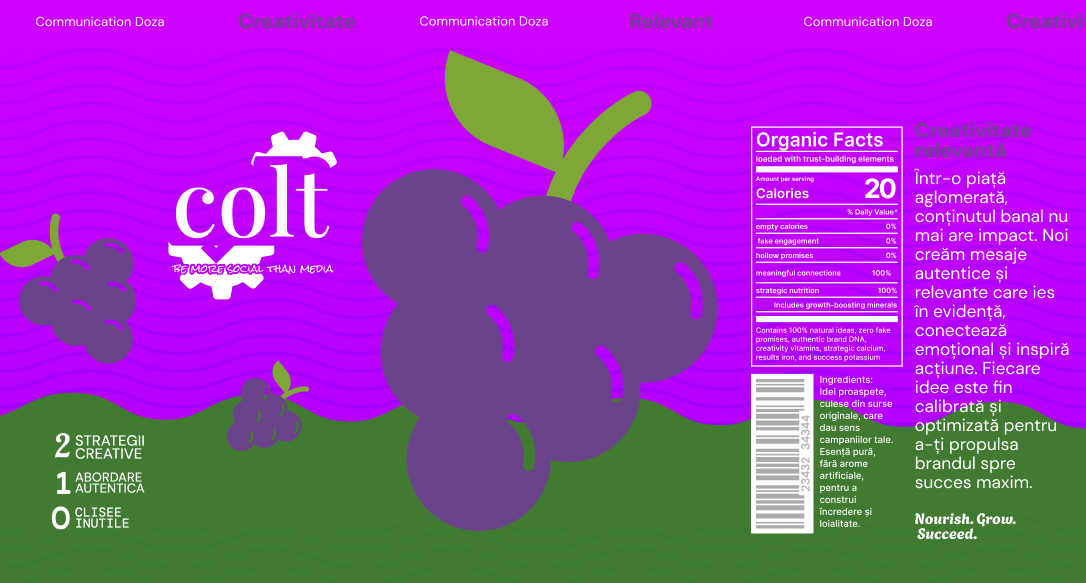 Communication Doza
Creativitate
Communication Doza
Relevant
Communication Doza
Creativi
colt
BE MORE SOCIAL THAN MEDIA
2 STRATEGII
CREATIVE
1 ABORDARE
AUTENTICA
0 CLISEE
INUTILE
Organic Facts
loaded with trust-building elements
Amount per serving
Calories 20
% Daily Value*
empty calories 0%
fake engagement 0%
hollow promises 0%
meaningful connections 100%
strategic nutrition 100%
Includes growth-boosting minerals
Contains 100% natural ideas, zero fake
promises, authentic brand DNA,
creativity vitamins, strategic calcium,
results iron, and success potassium
23432 34344
Ingredients:
Idei proaspete,
culese din surse
originale, care
dau sens
campaniilor tale.
Esență pură,
fără arome
artificiale,
pentru a
construi
încredere și
loialitate.
Creativitate
relevantă
Într-o piață
aglomerată,
conținutul banal nu
mai are impact. Noi
creăm mesaje
autentice și
relevante care ies
în evidență,
conectează
emoțional și inspiră
acțiune. Fiecare
idee este fin
calibrată și
optimizată pentru
a-ți propulsa
brandul spre
succes maxim.
Nourish. Grow.
Succeed.